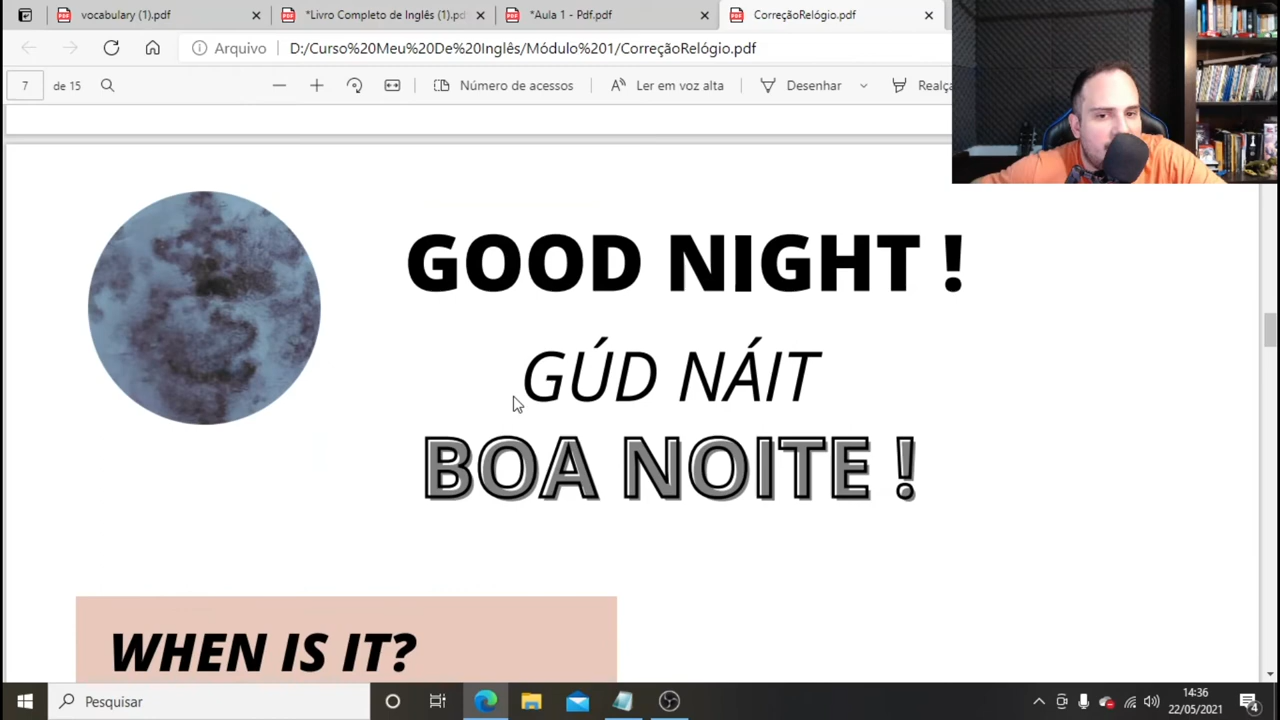 vocabulary (1).pdf
*Livro Completo de Inglês (1).pd
*Aula 1 - Pdf.pdf
CorreçãoRelógio.pdf
Arquivo
D:/Curso%20Meu%20De%20Inglês/Módulo%201/CorreçãoRelógio.pdf
7
de 15
Número de acessos
Ler em voz alta
Desenhar
Realça
GOOD NIGHT !
GÚD NÁIT
BOA NOITE !
WHEN IS IT?
Pesquisar
14:36
22/05/2021
4